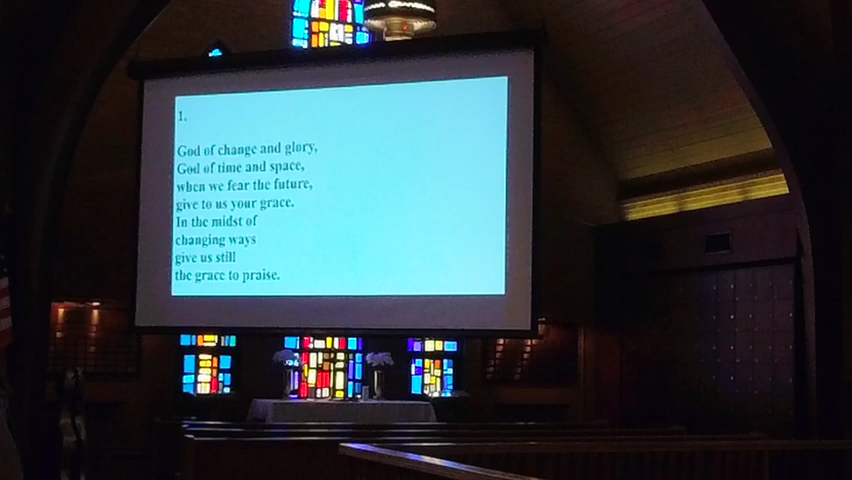 1.
God of change and glory,
God of time and space,
when we fear the future,
give to us your grace.
In the midst of
changing ways
give us still
the grace to praise.